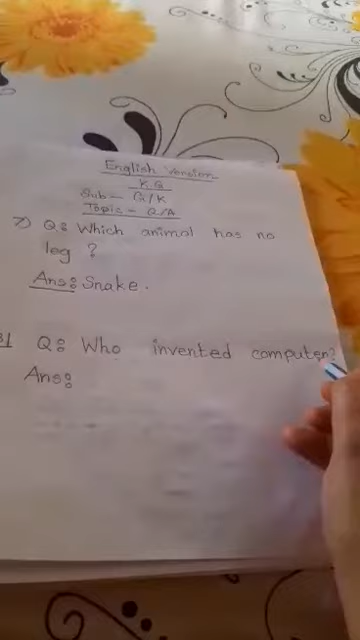 English Version
K.G
Sub - G/K
Topic - Q/A
7) Q: Which animal has no
leg ?
Ans: Snake.
8) Q: Who invented computer?
Ans: